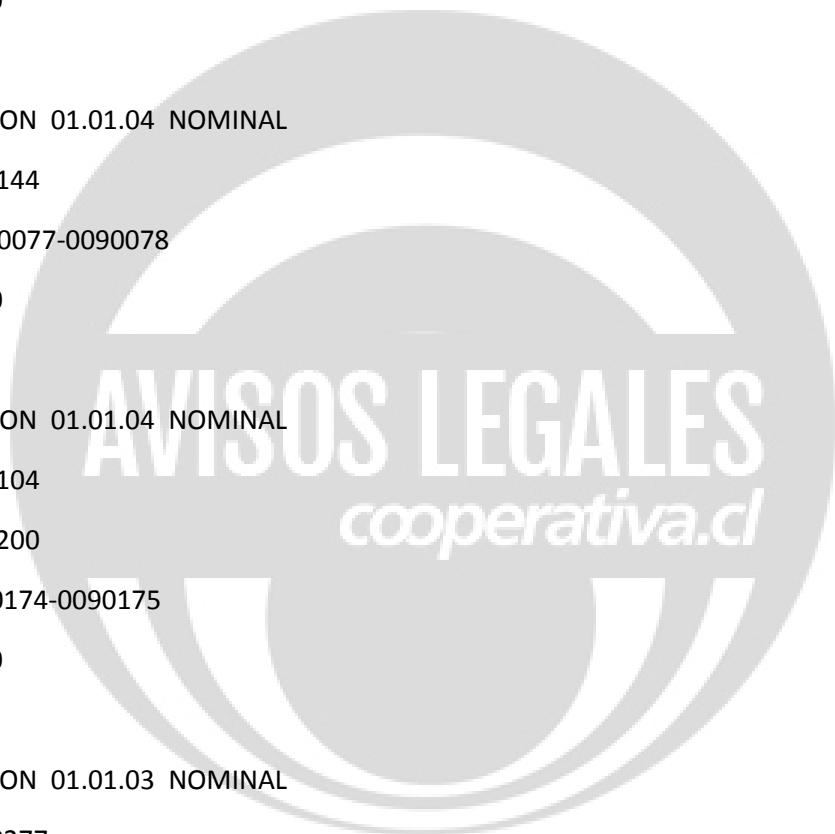 ON 01.01.04 NOMINAL
144
0077-0090078
ON 01.01.04 NOMINAL
AVISOS LEGALES
104
cooperativa.cl
200
0174-0090175
ON 01.01.03 NOMINAL